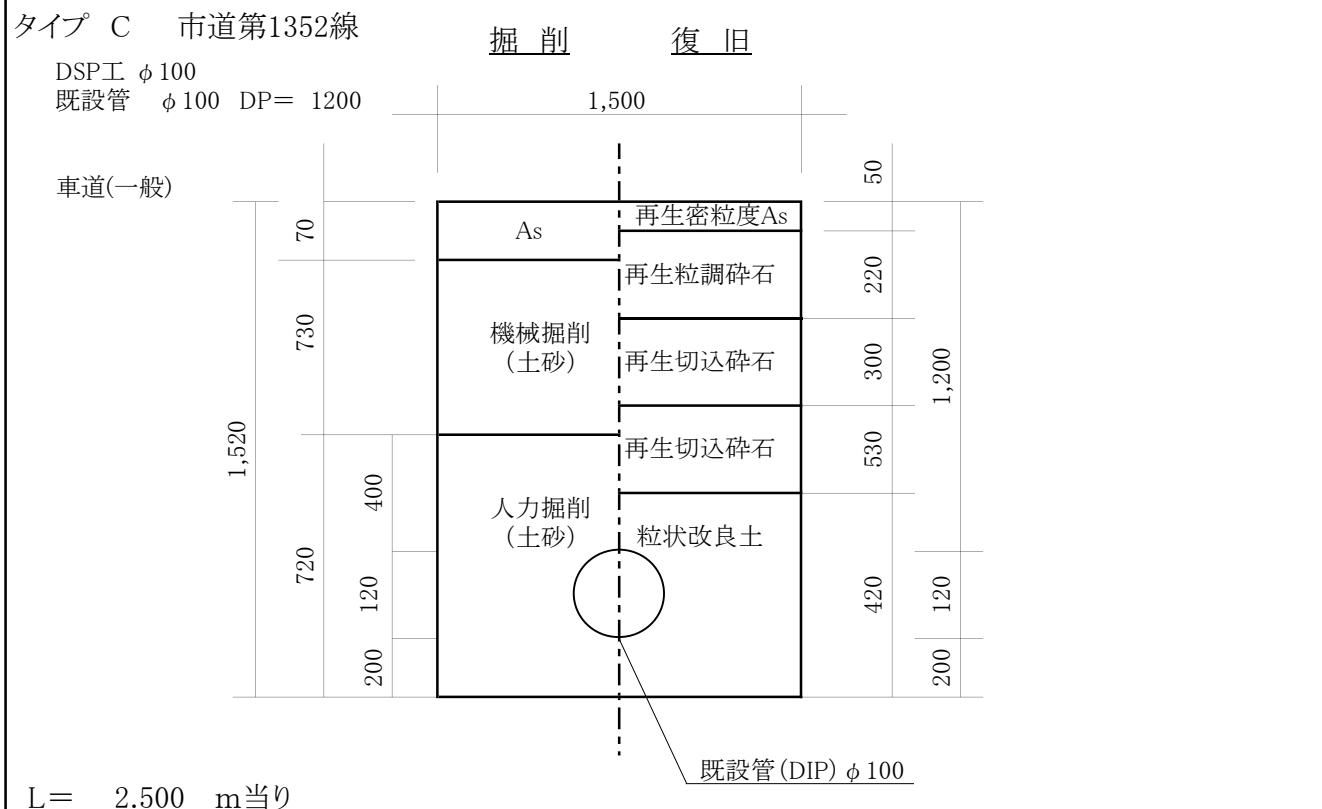 タイプ C 市道第1352線
掘 削 復 旧
DSP工 φ100
既設管 φ100 DP= 1200
1,500
車道(一般)
50
70
As
再生密粒度As
再生粒調砕石
220
730
機械掘削
(土砂)
再生切込砕石
300
1,200
1,520
再生切込砕石
530
400
人力掘削
(土砂)
粒状改良土
720
120
420
120
200
200
既設管(DIP)φ100
L= 2.500 m当り